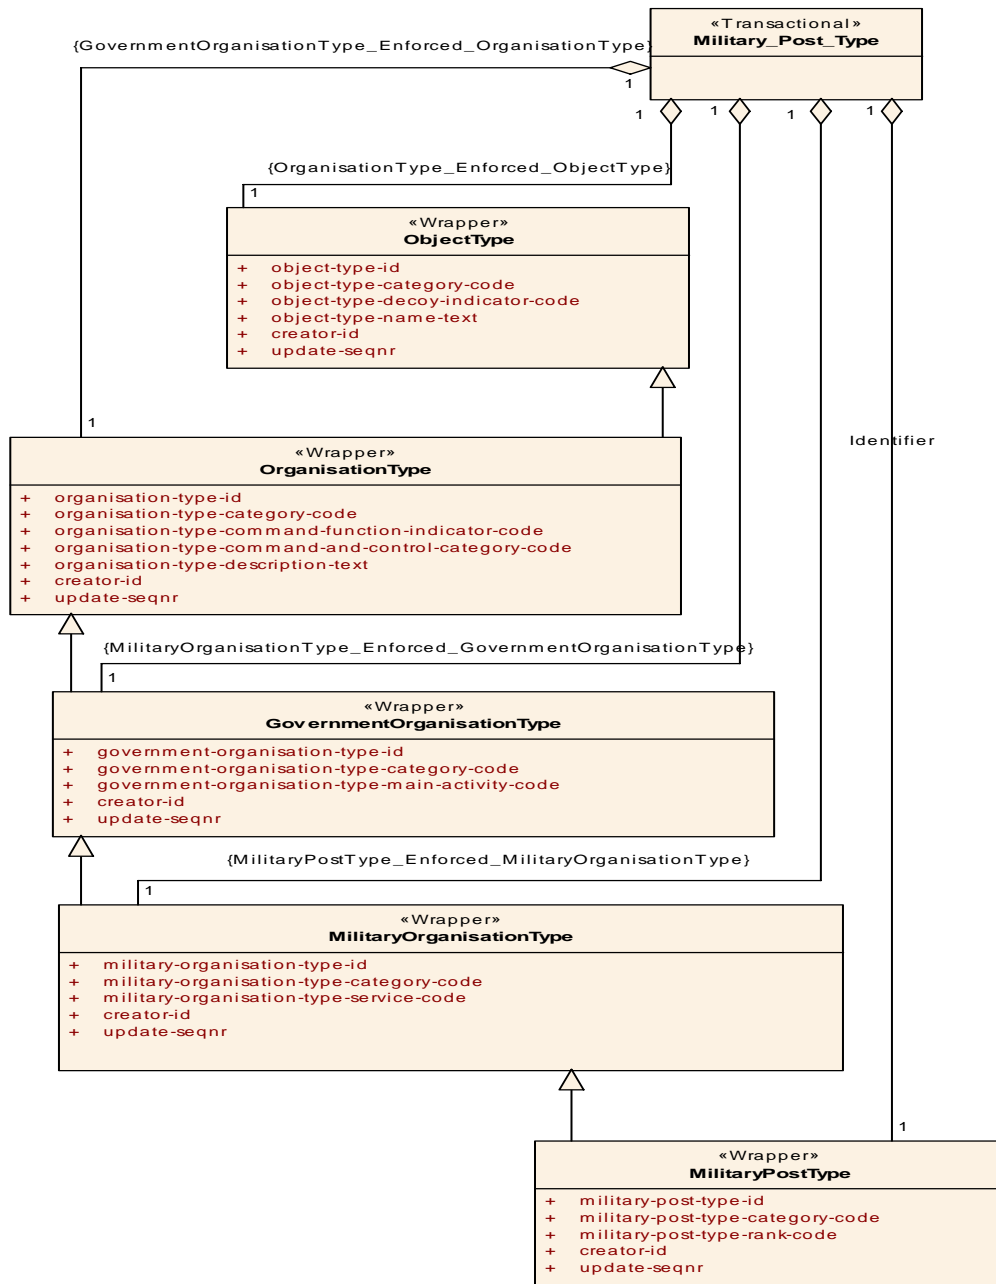 «Transactional»
Military_Post_Type
{GovernmentOrganisationType_Enforced_OrganisationType}
1
1
1
1
1
{OrganisationType_Enforced_ObjectType}
1
«Wrapper»
ObjectType
+ object-type-id
+ object-type-category-code
+ object-type-decoy-indicator-code
+ object-type-name-text
+ creator-id
+ update-seqnr
1
Identifier
«Wrapper»
OrganisationType
+ organisation-type-id
+ organisation-type-category-code
+ organisation-type-command-function-indicator-code
+ organisation-type-command-and-control-category-code
+ organisation-type-description-text
+ creator-id
+ update-seqnr
{MilitaryOrganisationType_Enforced_GovernmentOrganisationType}
1
«Wrapper»
GovernmentOrganisationType
+ government-organisation-type-id
+ government-organisation-type-category-code
+ government-organisation-type-main-activity-code
+ creator-id
+ update-seqnr
{MilitaryPostType_Enforced_MilitaryOrganisationType}
1
«Wrapper»
MilitaryOrganisationType
+ military-organisation-type-id
+ military-organisation-type-category-code
+ military-organisation-type-service-code
+ creator-id
+ update-seqnr
1
«Wrapper»
MilitaryPostType
+ military-post-type-id
+ military-post-type-category-code
+ military-post-type-rank-code
+ creator-id
+ update-seqnr